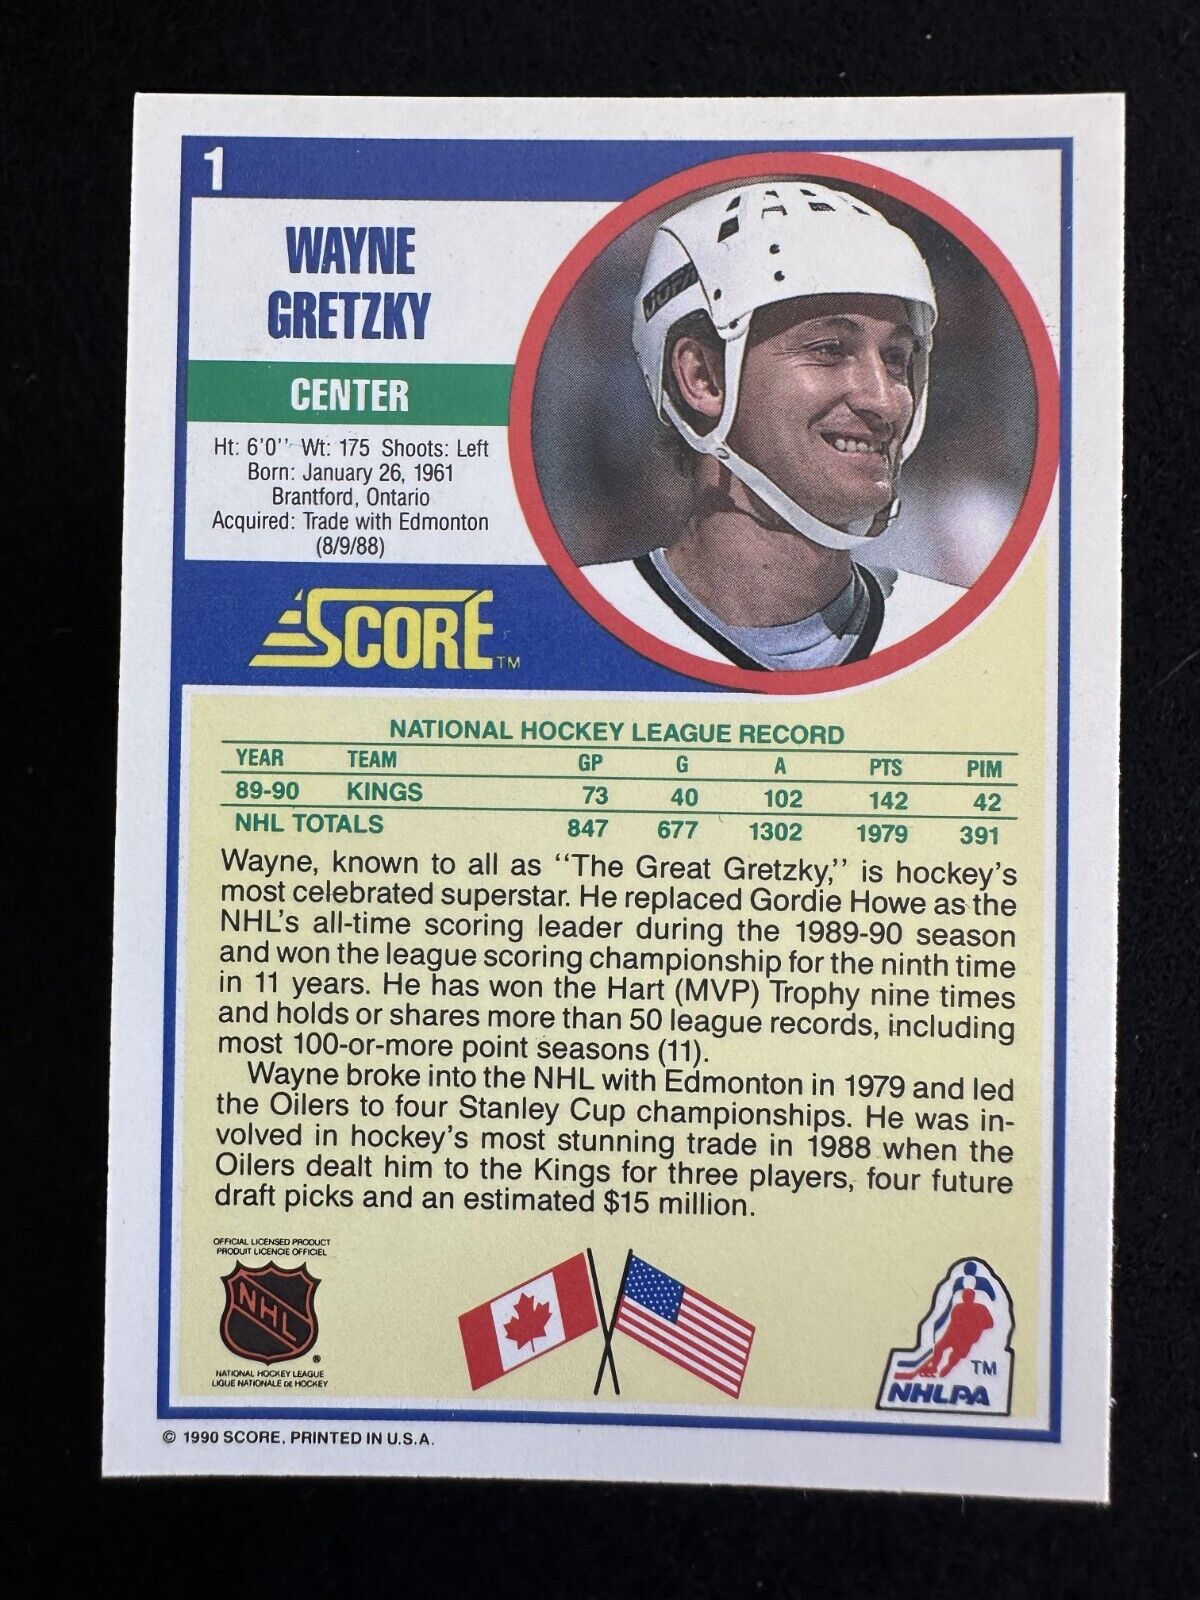 1
WAYNE
GRETZKY
CENTER
Ht: 6'0'' Wt: 175 Shoots: Left
Born: January 26, 1961
Brantford, Ontario
Acquired: Trade with Edmonton
(8/9/88)
JOFA
SCORE™
NATIONAL HOCKEY LEAGUE RECORD
YEAR TEAM GP G A PTS PIM
89-90 KINGS 73 40 102 142 42
NHL TOTALS 847 677 1302 1979 391
Wayne, known to all as ''The Great Gretzky,'' is hockey's
most celebrated superstar. He replaced Gordie Howe as the
NHL's all-time scoring leader during the 1989-90 season
and won the league scoring championship for the ninth time
in 11 years. He has won the Hart (MVP) Trophy nine times
and holds or shares more than 50 league records, including
most 100-or-more point seasons (11).
Wayne broke into the NHL with Edmonton in 1979 and led
the Oilers to four Stanley Cup championships. He was in-
volved in hockey's most stunning trade in 1988 when the
Oilers dealt him to the Kings for three players, four future
draft picks and an estimated $15 million.
OFFICIAL LICENSED PRODUCT
PRODUIT LICENCIE OFFICIEL
NHL
®
NATIONAL HOCKEY LEAGUE
LIGUE NATIONALE DE HOCKEY
TM
NHLPA
© 1990 SCORE, PRINTED IN U.S.A.